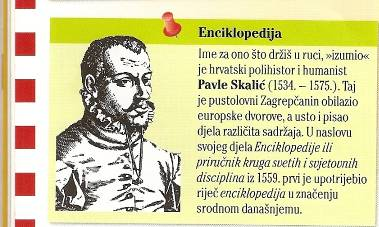 Enciklopedija
Ime za ono što držiš u ruci, »izumio«
je hrvatski polihistor i humanist
Pavle Skalić (1534. – 1575.). Taj
je pustolovni Zagrepčanin obilazio
europske dvorove, a usto i pisao
djela različita sadržaja. U naslovu
svojeg djela Enciklopedije ili
priručnik kruga svetih i svjetovnih
disciplina iz 1559. prvi je upotrijebio
riječ enciklopedija u značenju
srodnom današnjemu.